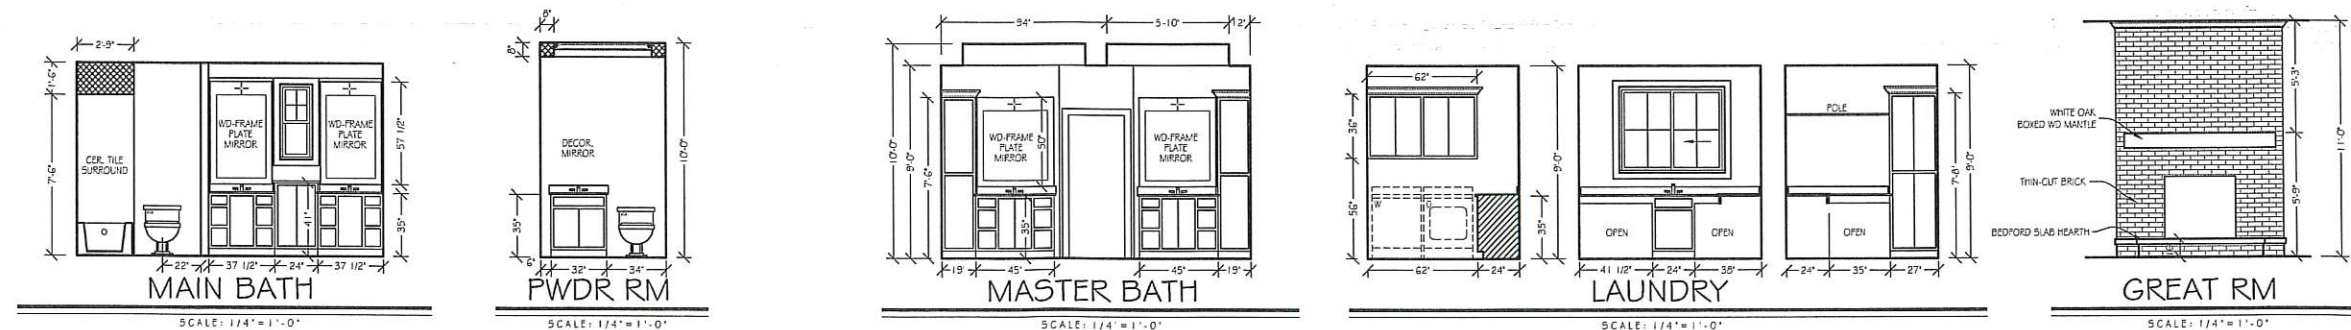 2'-9"
1'-6"
7'-6"
CER. TILE
SURROUND
WD-FRAME
PLATE
MIRROR
WD-FRAME
PLATE
MIRROR
57 1/2"
35"
41"
22"
37 1/2"
24"
37 1/2"
MAIN BATH
SCALE: 1/4"=1'-0"
8"
8"
DECOR.
MIRROR
10'-0"
35"
6"
32"
34"
PWDR RM
SCALE: 1/4"=1'-0"
94"
5'-10"
12"
10'-0"
9'-0"
7'-6"
WD-FRAME
PLATE
MIRROR
50"
WD-FRAME
PLATE
MIRROR
35"
19"
45"
45"
19"
MASTER BATH
SCALE: 1/4"=1'-0"
62"
36"
56"
W
D
9'-0"
35"
62"
24"
OPEN
OPEN
41 1/2"
24"
38"
POLE
OPEN
7'-8"
9'-0"
24"
35"
27"
LAUNDRY
SCALE: 1/4"=1'-0"
WHITE OAK
BOXED WD MANTLE
THIN-CUT BRICK
BEDFORD SLAB HEARTH
5'-3"
5'-9"
11'-0"
GREAT RM
SCALE: 1/4"=1'-0"